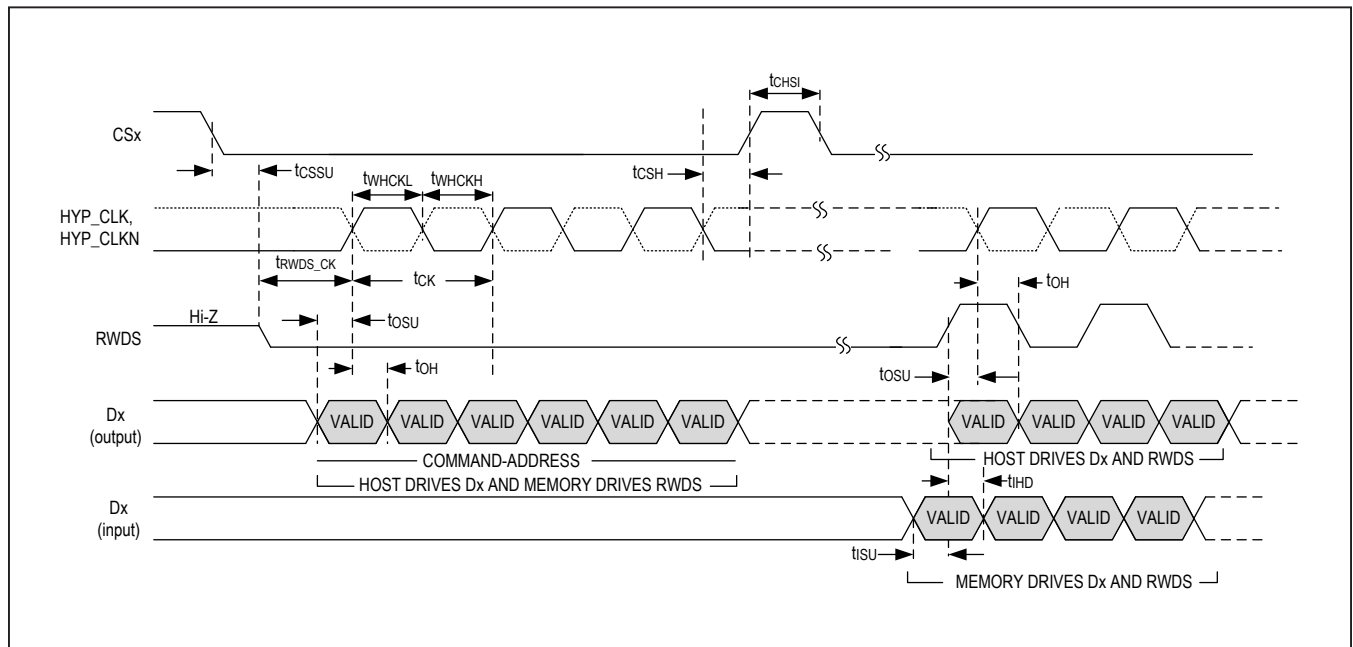 tCHSI
CSx
tCSSU
tWHCKL
tWHCKH
tCSH
HYP_CLK,
HYP_CLKN
tRWDS_CK
tCK
tOH
Hi-Z
RWDS
tOSU
tOH
tOSU
Dx
(output)
VALID VALID VALID VALID VALID VALID
VALID VALID VALID VALID
COMMAND-ADDRESS
HOST DRIVES Dx AND RWDS
HOST DRIVES Dx AND MEMORY DRIVES RWDS
tIHD
Dx
(input)
VALID VALID VALID VALID
tISU
MEMORY DRIVES Dx AND RWDS